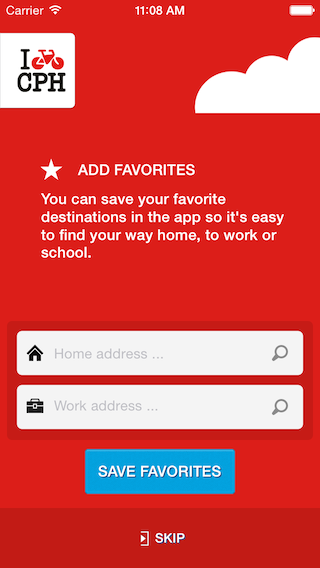 Carrier 11:08 AM
I
CPH
ADD FAVORITES
You can save your favorite
destinations in the app so it's easy
to find your way home, to work or
school.
Home address ...
Work address ...
SAVE FAVORITES
SKIP